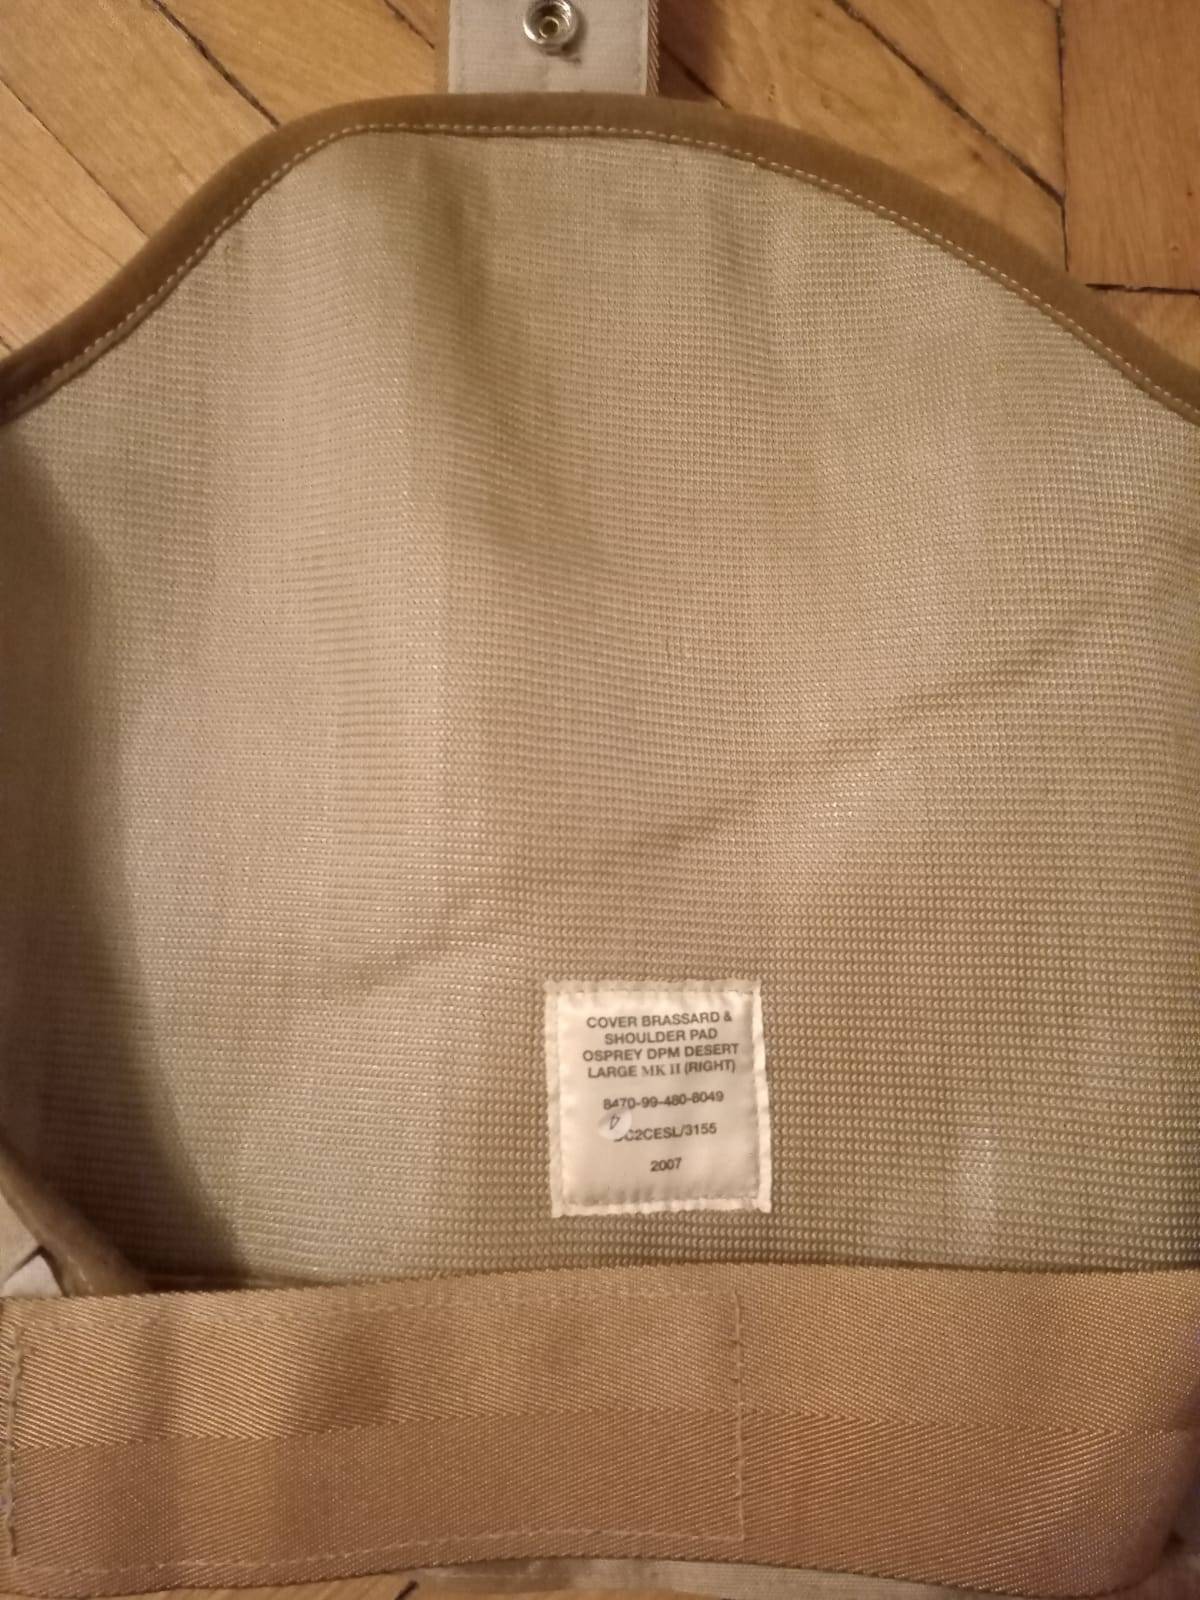 COVER BRASSARD &
SHOULDER PAD
OSPREY DPM DESERT
LARGE MK II (RIGHT)
8470-99-480-8049
C2CESL/3155
2007